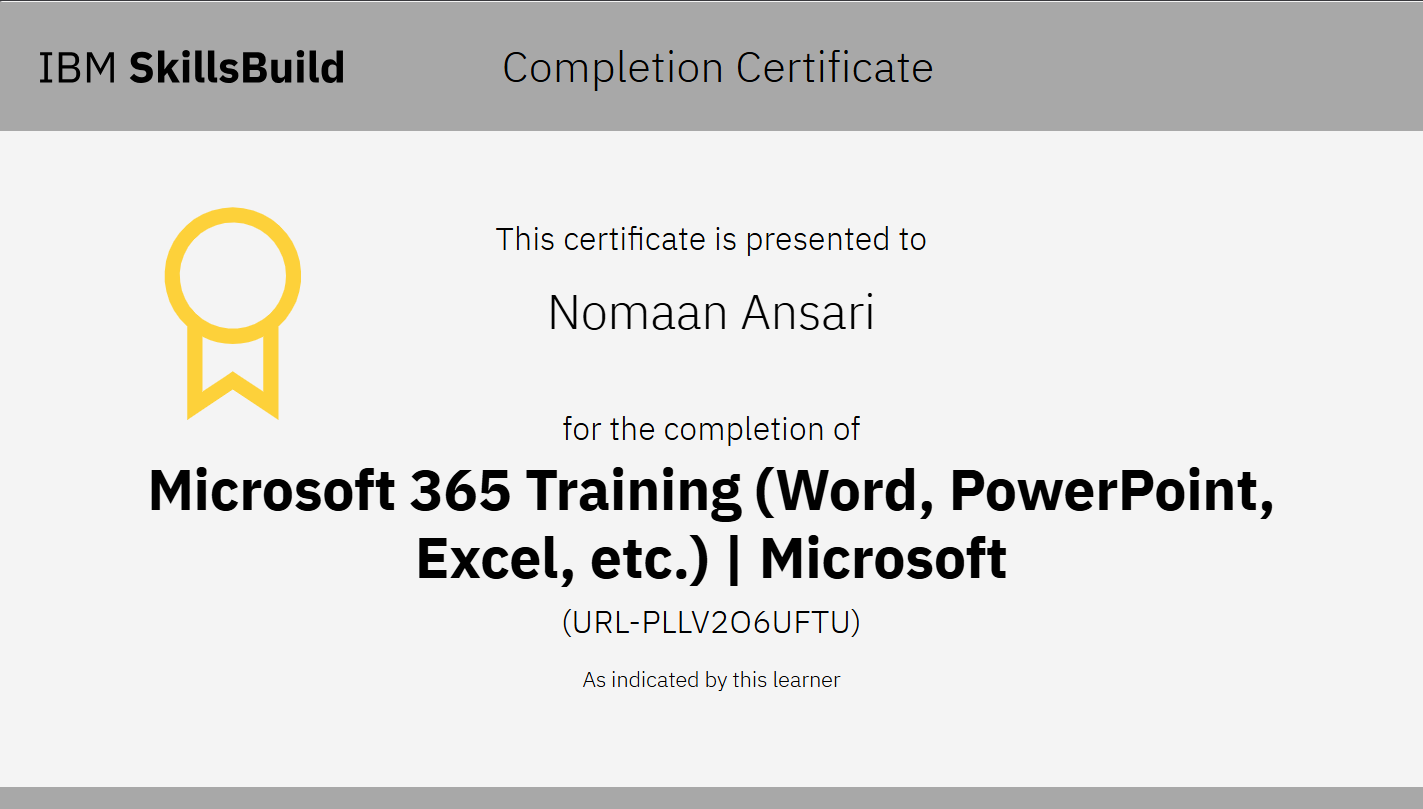 IBM SkillsBuild Completion Certificate
This certificate is presented to
Nomaan Ansari
for the completion of
Microsoft 365 Training (Word, PowerPoint,
Excel, etc.) | Microsoft
(URL-PLLV2O6UFTU)
As indicated by this learner